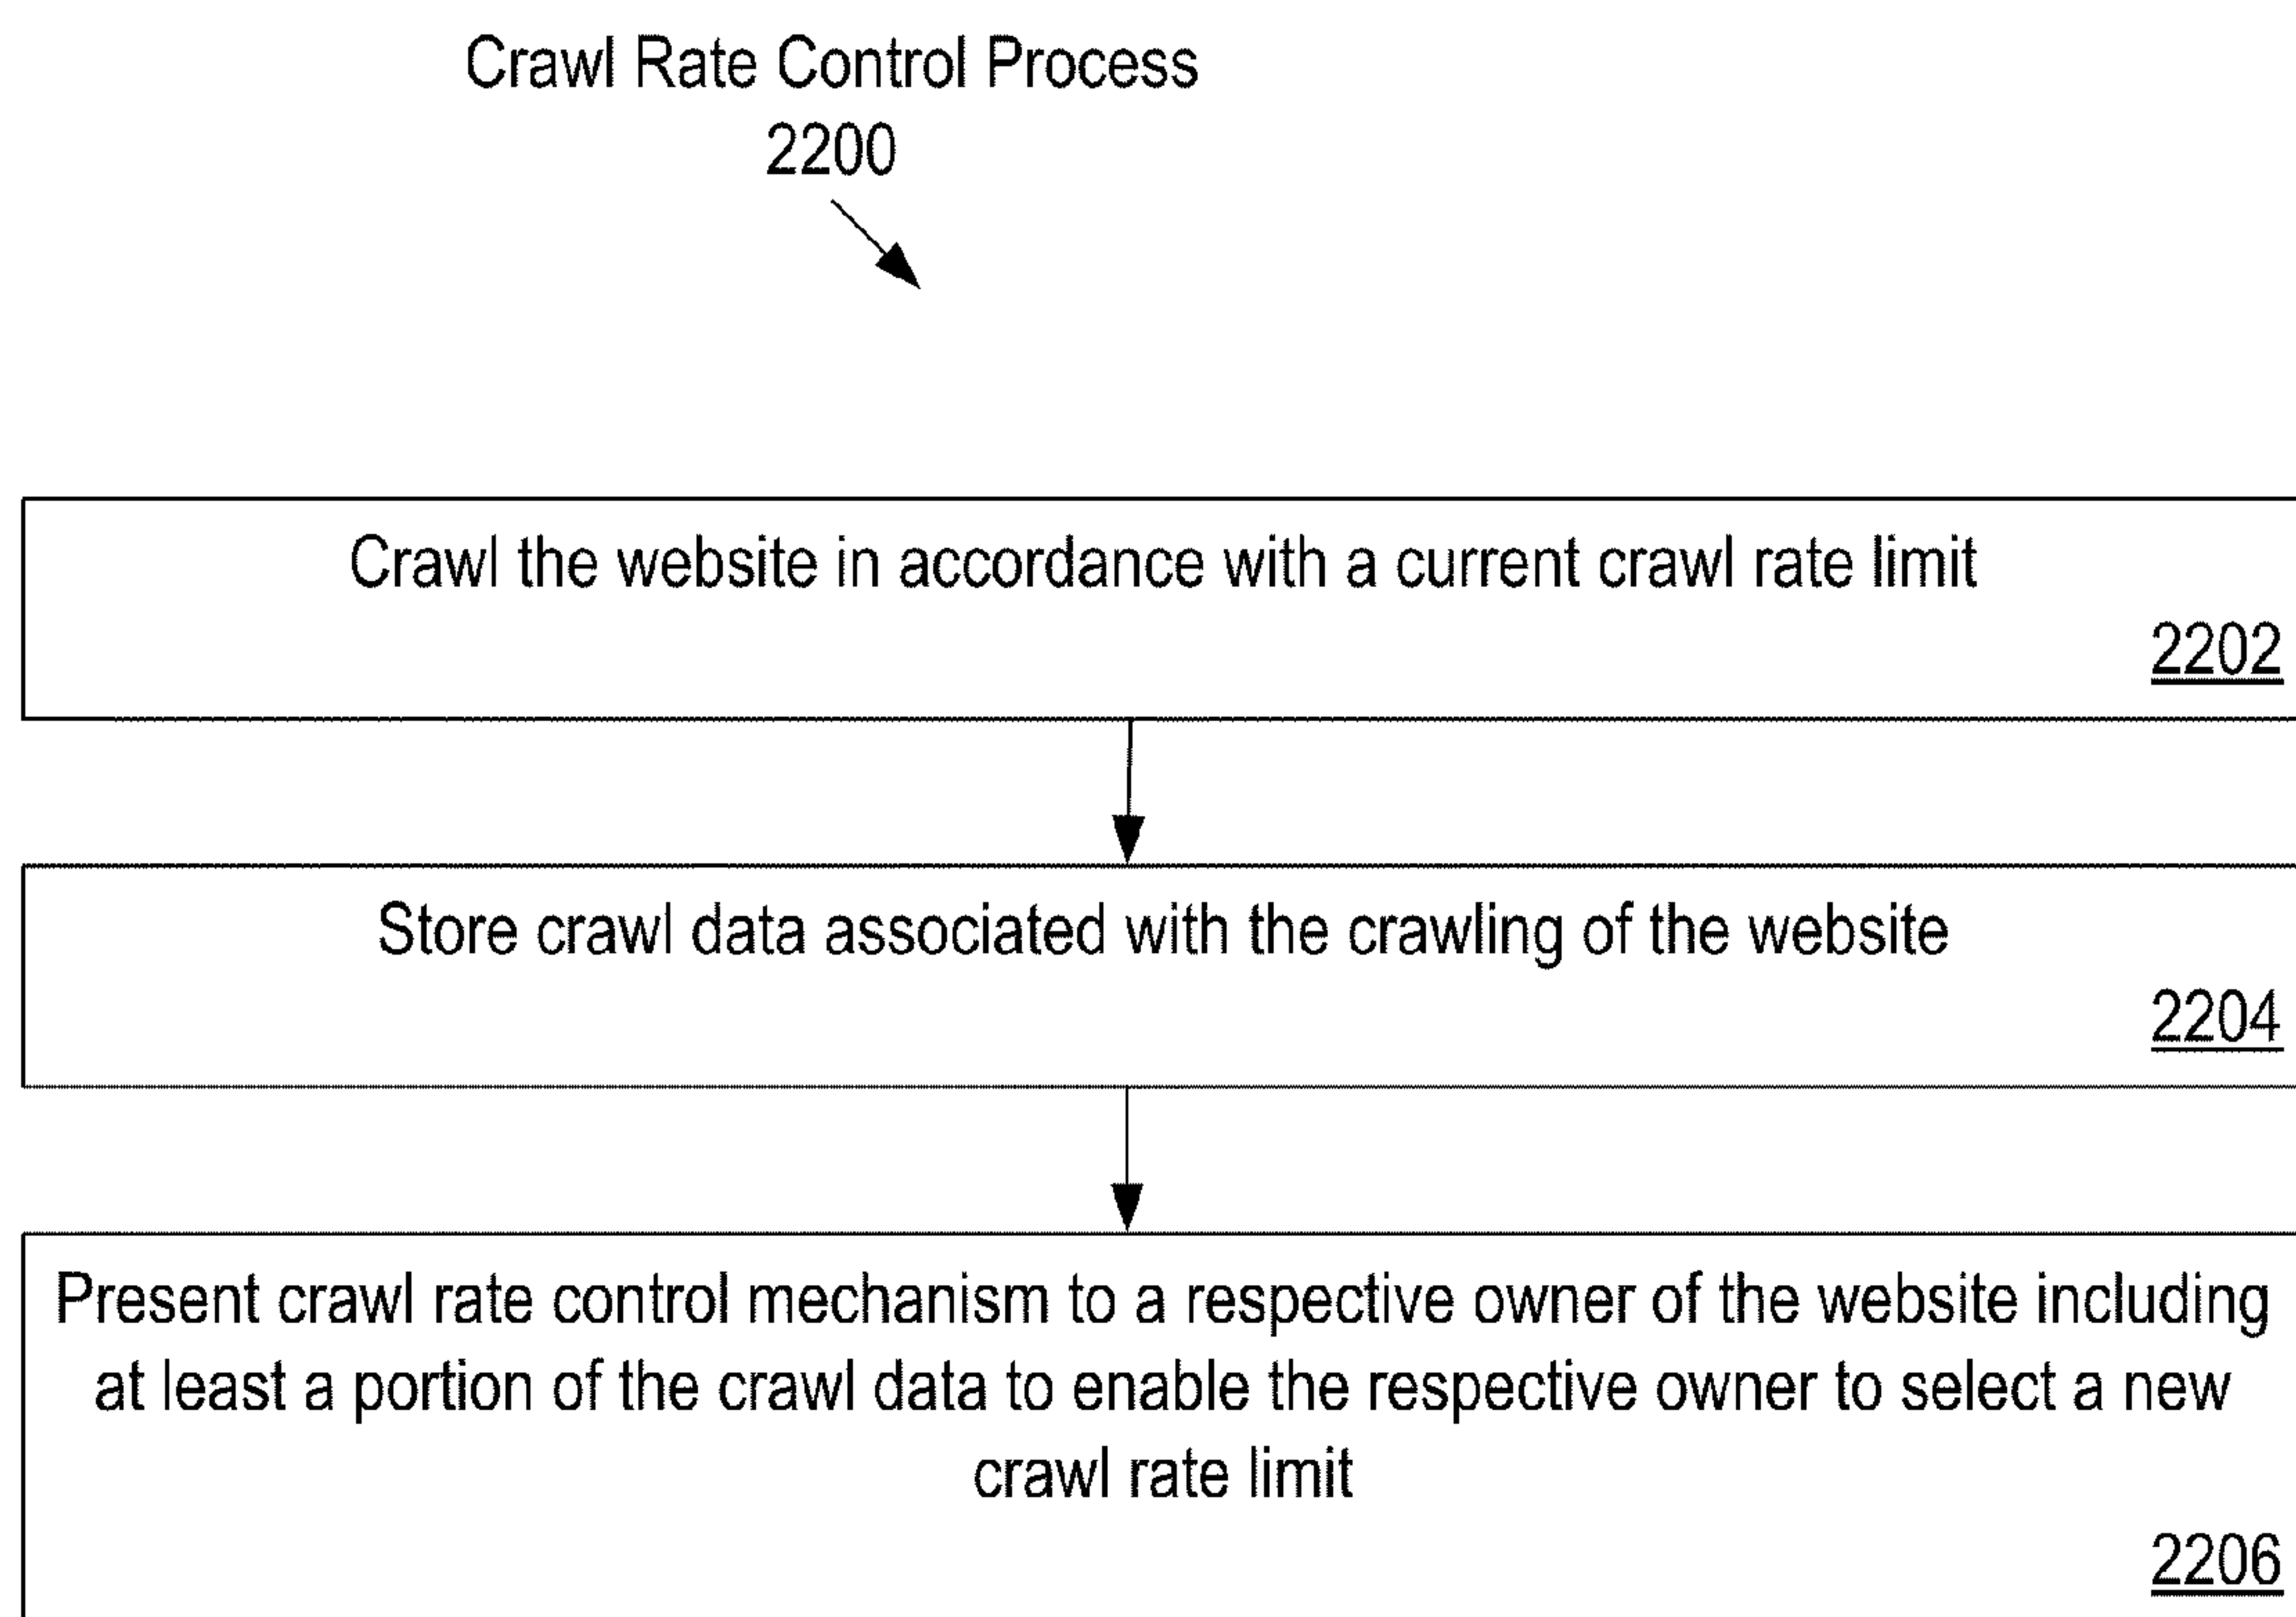 Crawl Rate Control Process
2200
Crawl the website in accordance with a current crawl rate limit
2202
Store crawl data associated with the crawling of the website
2204
Present crawl rate control mechanism to a respective owner of the website including
at least a portion of the crawl data to enable the respective owner to select a new
crawl rate limit
2206